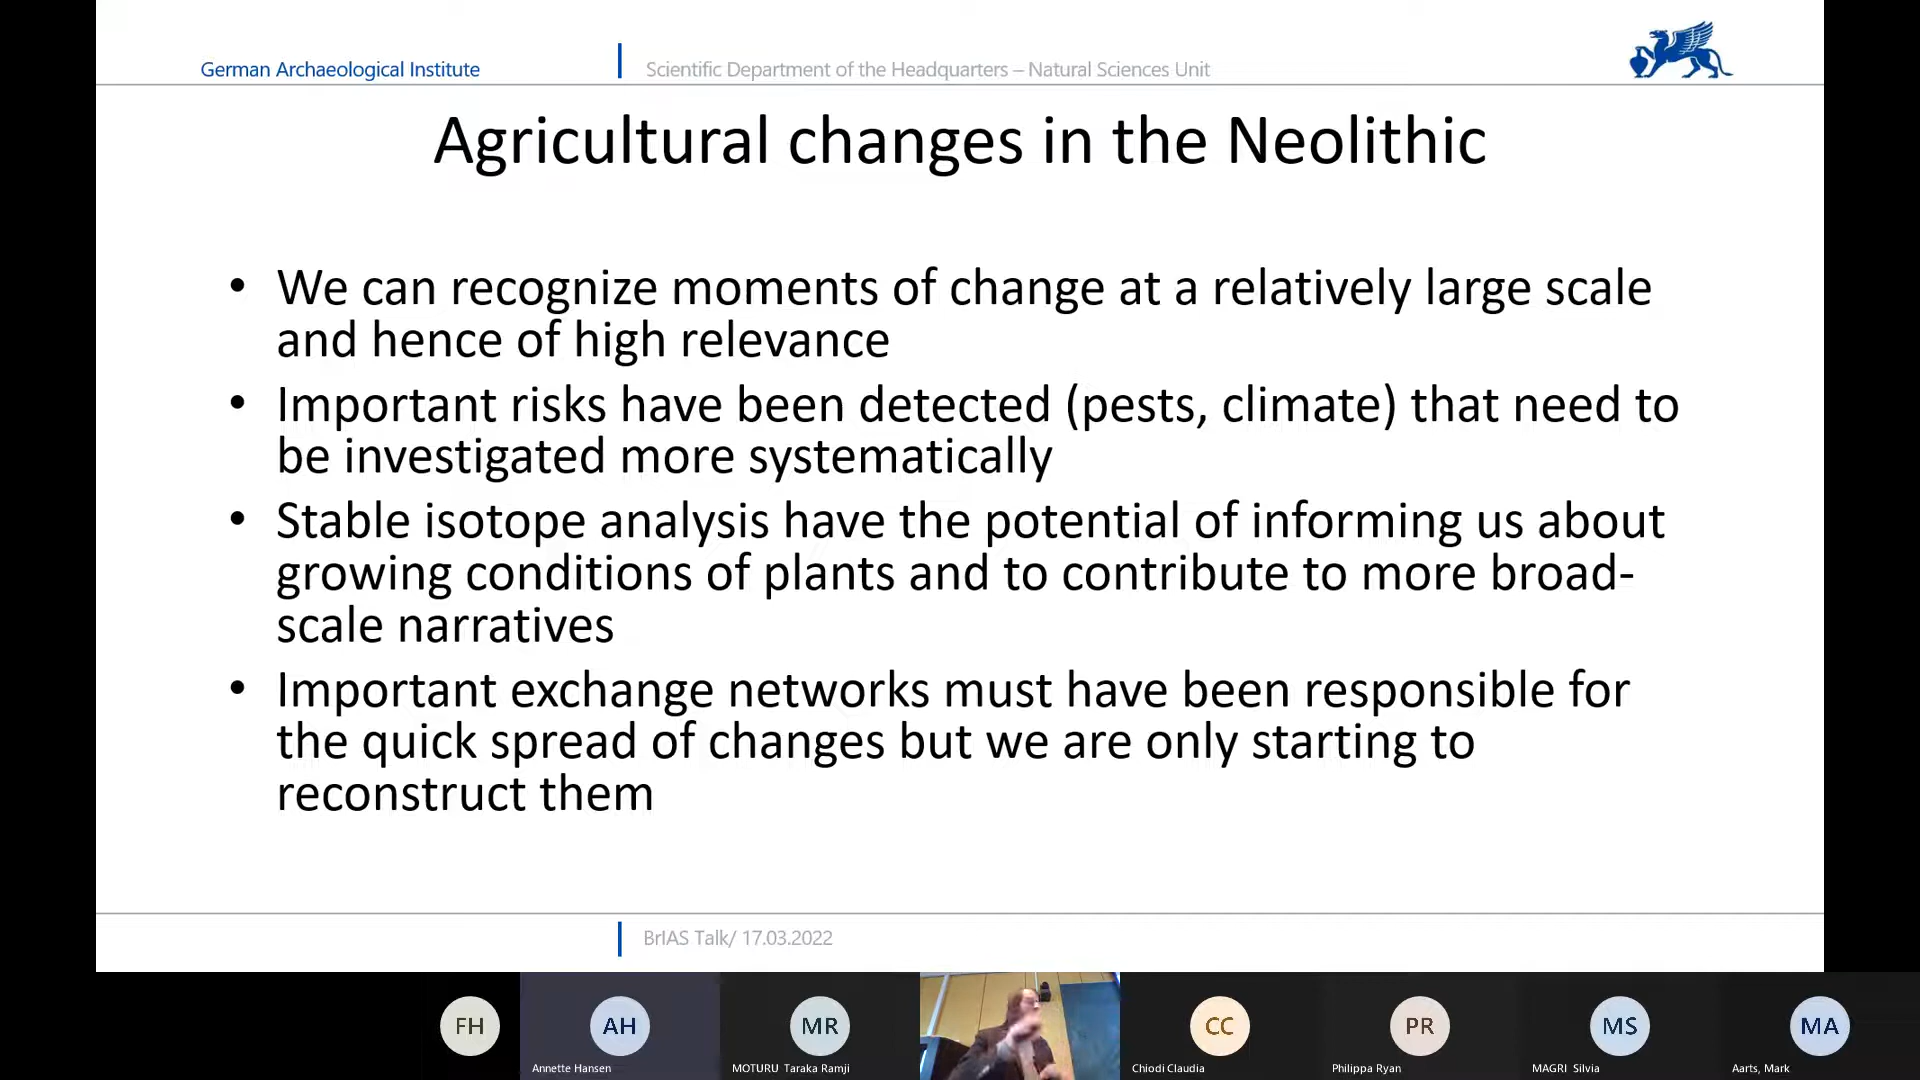 German Archaeological Institute
Scientific Department of the Headquarters – Natural Sciences Unit
Agricultural changes in the Neolithic
• We can recognize moments of change at a relatively large scale
and hence of high relevance
• Important risks have been detected (pests, climate) that need to
be investigated more systematically
• Stable isotope analysis have the potential of informing us about
growing conditions of plants and to contribute to more broad-
scale narratives
• Important exchange networks must have been responsible for
the quick spread of changes but we are only starting to
reconstruct them
BrIAS Talk/ 17.03.2022
FH
AH
MR
CC
PR
MS
MA
Annette Hansen
MOTURU Taraka Ramji
Chiodi Claudia
Philippa Ryan
MAGRI Silvia
Aarts, Mark